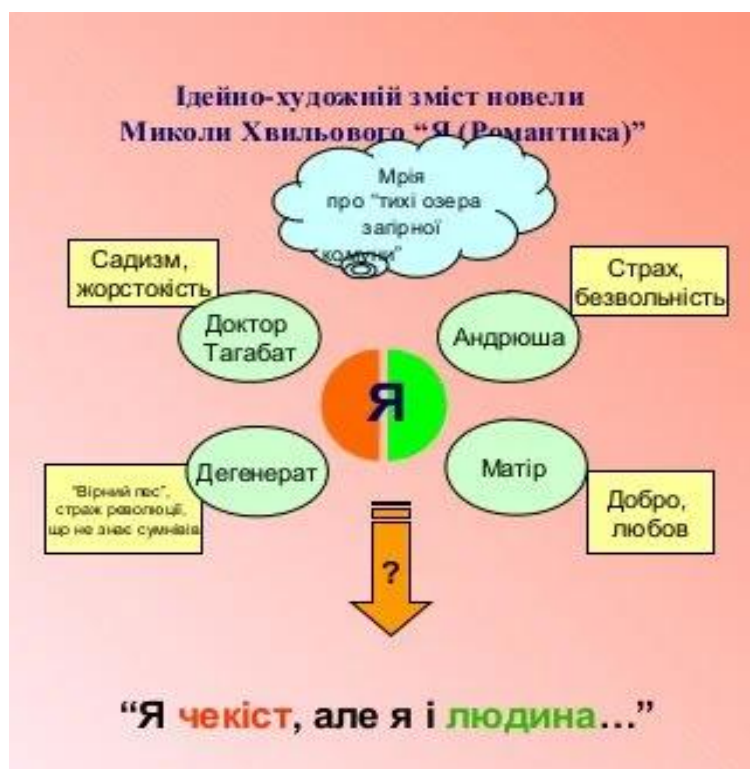 Ідейно-художній зміст новели
Миколи Хвильового “Я (Романтика)”
Мрія
про “тихі озера
загірної
комуни”
Садизм,
жорстокість
Страх,
безвольність
Доктор
Тагабат
Андрюша
Я
Дегенерат
Матір
“Вірний пес”,
страж революції,
що не знає сумнівів
Добро,
любов
?
“Я чекіст, але я і людина...”